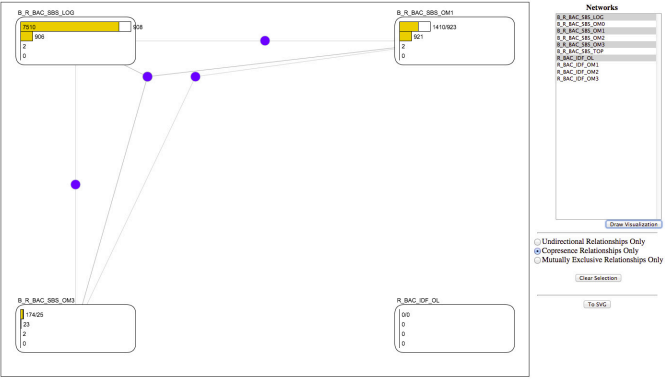 B_R_BAC_SBS_LOG
7510
908
906
2
0
B_R_BAC_SBS_OM1
1410/923
921
2
0
B_R_BAC_SBS_OM3
174/25
23
2
0
R_BAC_IDF_OL
0/0
0
0
0
Networks
B_R_BAC_SBS_LOG
B_R_BAC_SBS_OM0
B_R_BAC_SBS_OM1
B_R_BAC_SBS_OM2
B_R_BAC_SBS_OM3
B_R_BAC_SBS_TOP
R_BAC_IDF_OL
R_BAC_IDF_OM1
R_BAC_IDF_OM2
R_BAC_IDF_OM3
Draw Visualization
Undirectional Relationships Only
Copresence Relationships Only
Mutually Exclusive Relationships Only
Clear Selection
To SVG